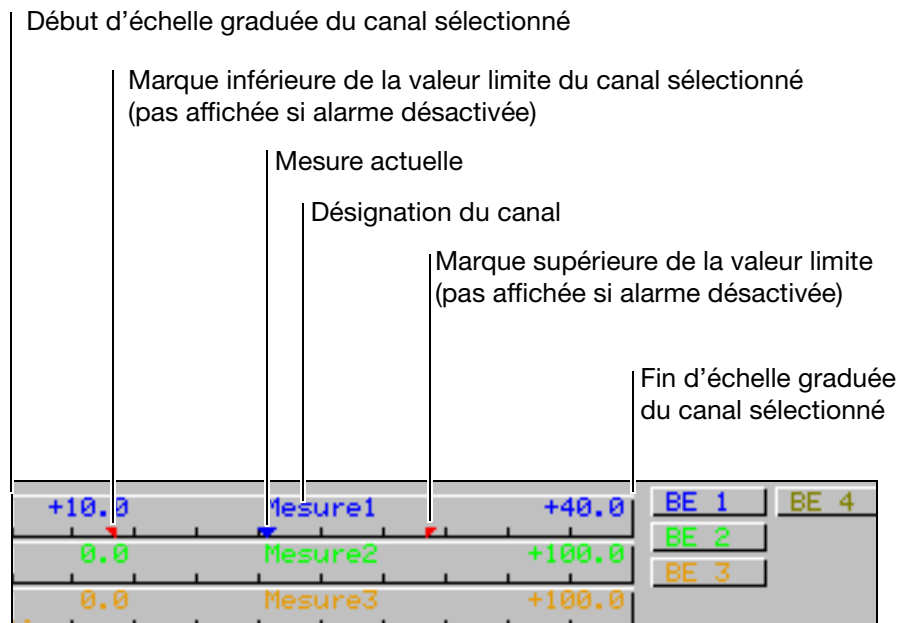 Début d'échelle graduée du canal sélectionné
Marque inférieure de la valeur limite du canal sélectionné
(pas affichée si alarme désactivée)
Mesure actuelle
Désignation du canal
Marque supérieure de la valeur limite
(pas affichée si alarme désactivée)
Fin d'échelle graduée
du canal sélectionné
+10.0 Mesure1 +40.0 BE 1 BE 4
0.0 Mesure2 +100.0 BE 2
0.0 Mesure3 +100.0 BE 3